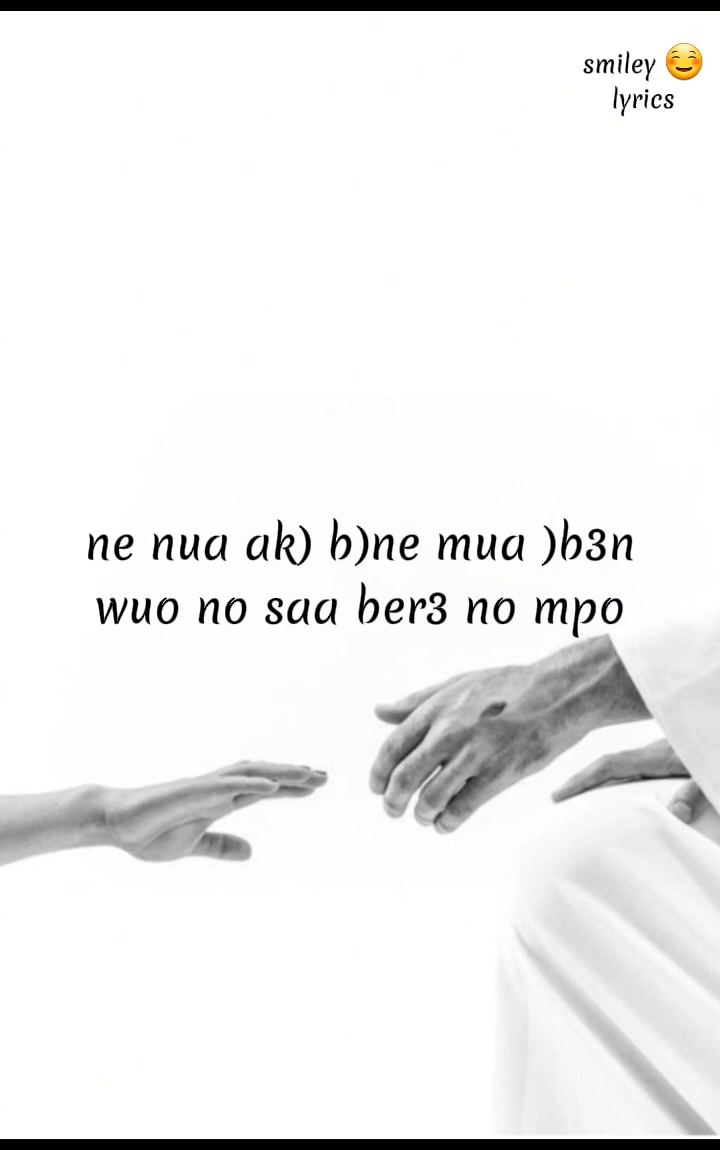 smiley 😊
lyrics
ne nua ak) b)ne mua )b3n
wuo no saa ber3 no mpo